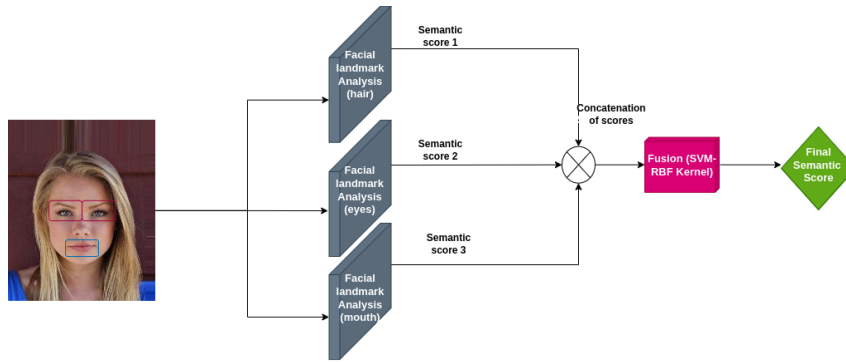 Facial
landmark
Analysis
(hair)
Semantic
score 1
Facial
landmark
Analysis
(eyes)
Semantic
score 2
Facial
landmark
Analysis
(mouth)
Semantic
score 3
Concatenation
of scores
Fusion (SVM-
RBF Kernel)
Final
Semantic
Score